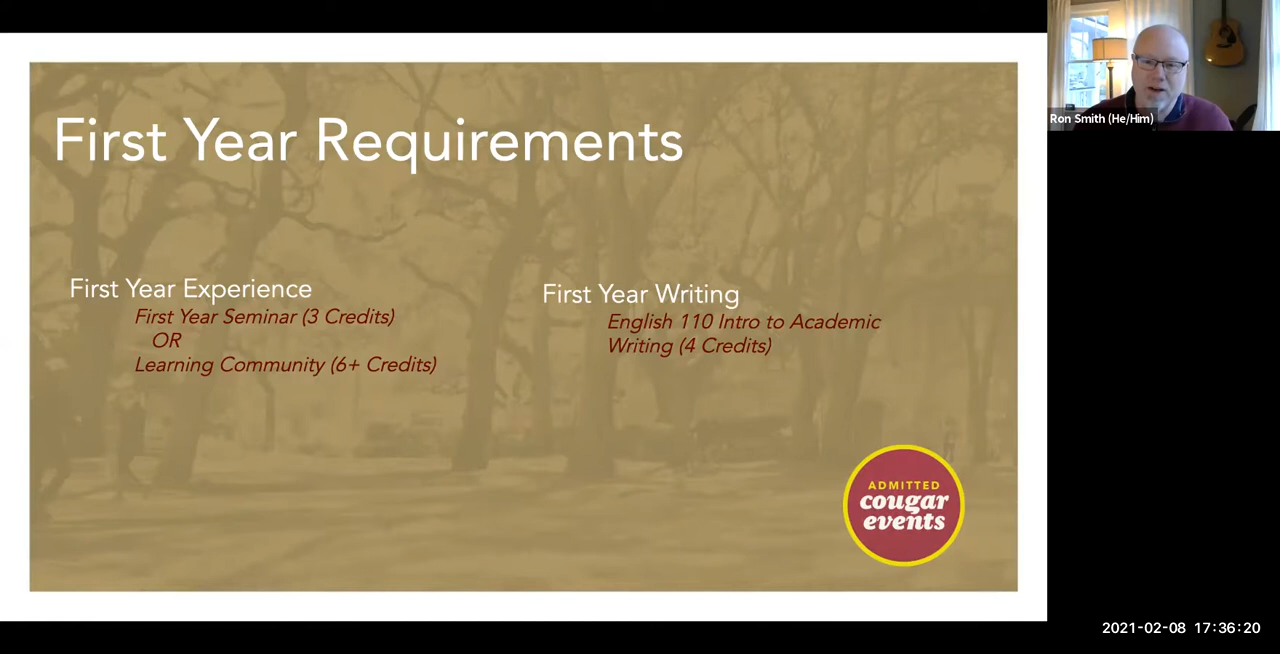 First Year Requirements
First Year Experience
First Year Seminar (3 Credits)
OR
Learning Community (6+ Credits)
First Year Writing
English 110 Intro to Academic
Writing (4 Credits)
ADMITTED
cougar
events
Ron Smith (He/Him)
2021-02-08 17:36:20